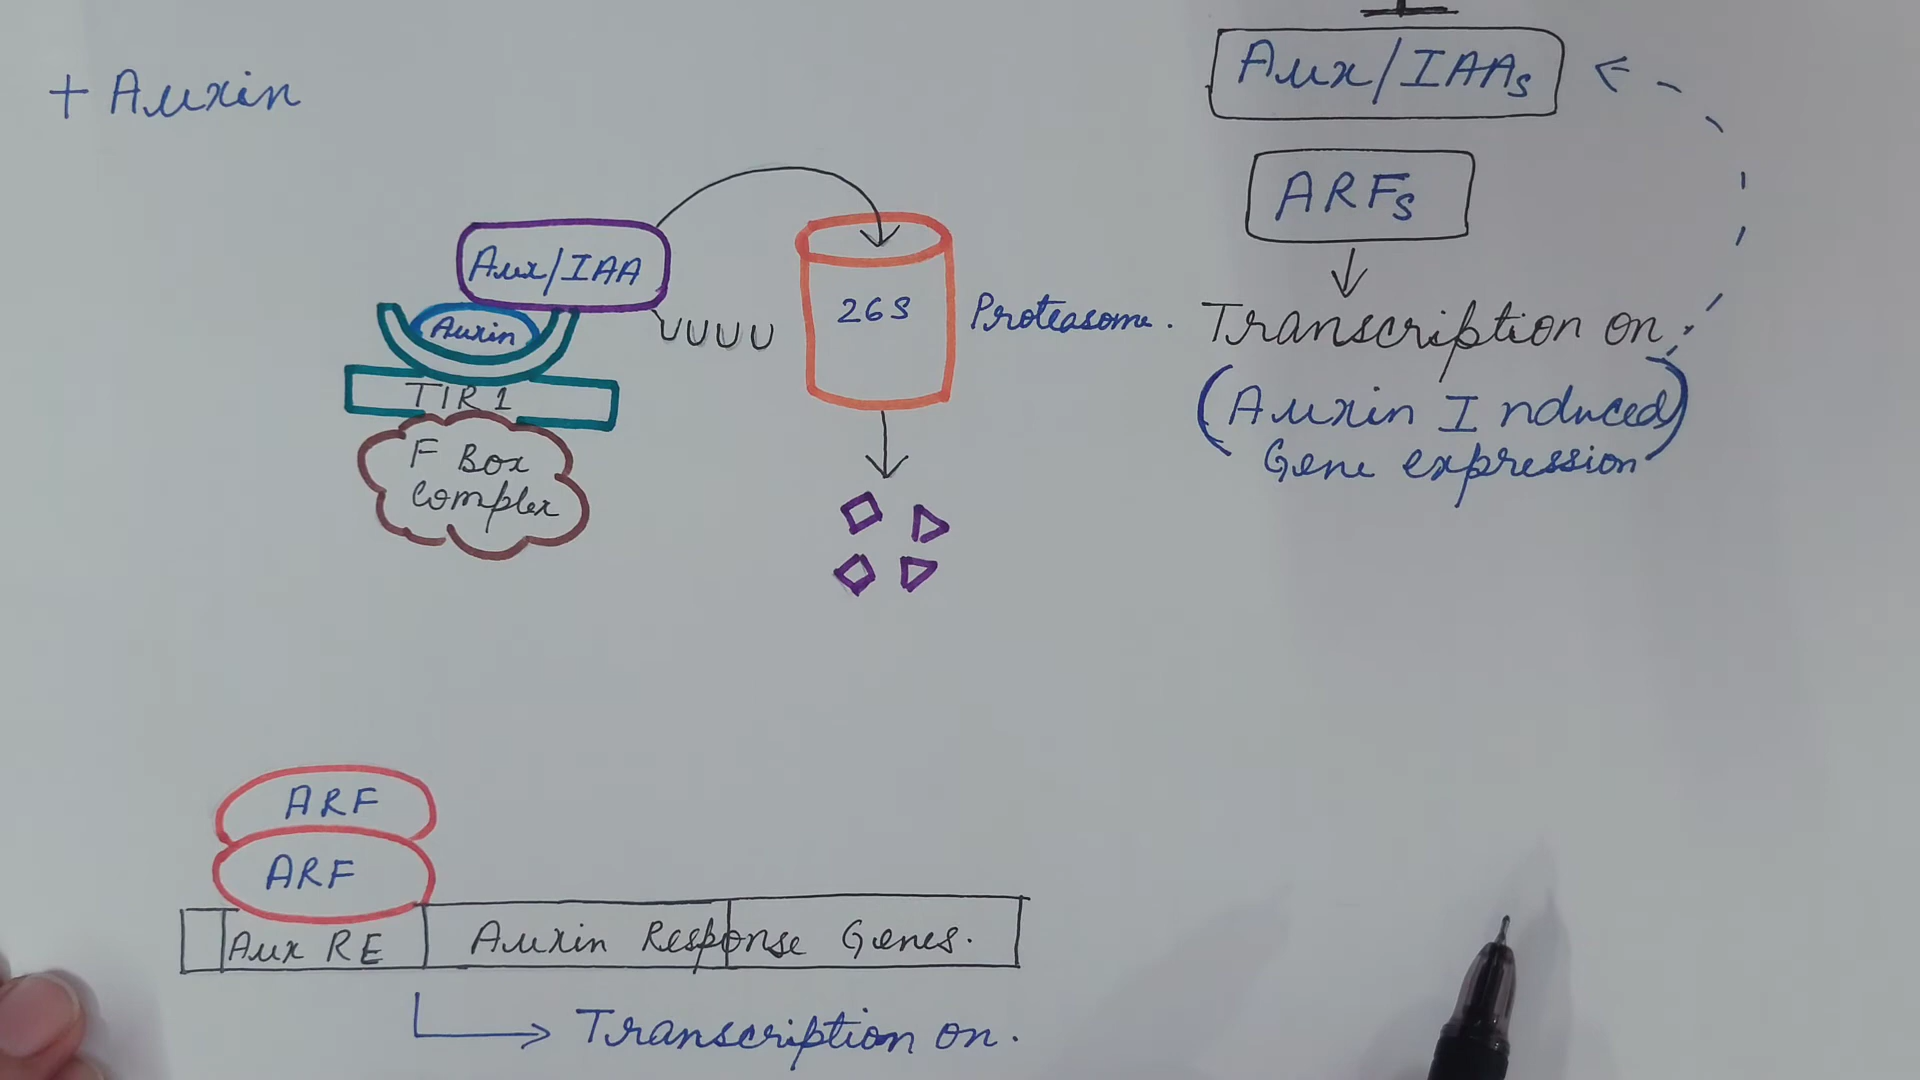 + Auxin
Aux/IAAs
ARFs
Transcription on
(Auxin Induced)
Gene expression
Aux/IAA
Auxin
TIR 1
F Box
complex
UUUU
26S
Proteasome.
ARF
ARF
Aux RE
Auxin Response Genes.
Transcription on.